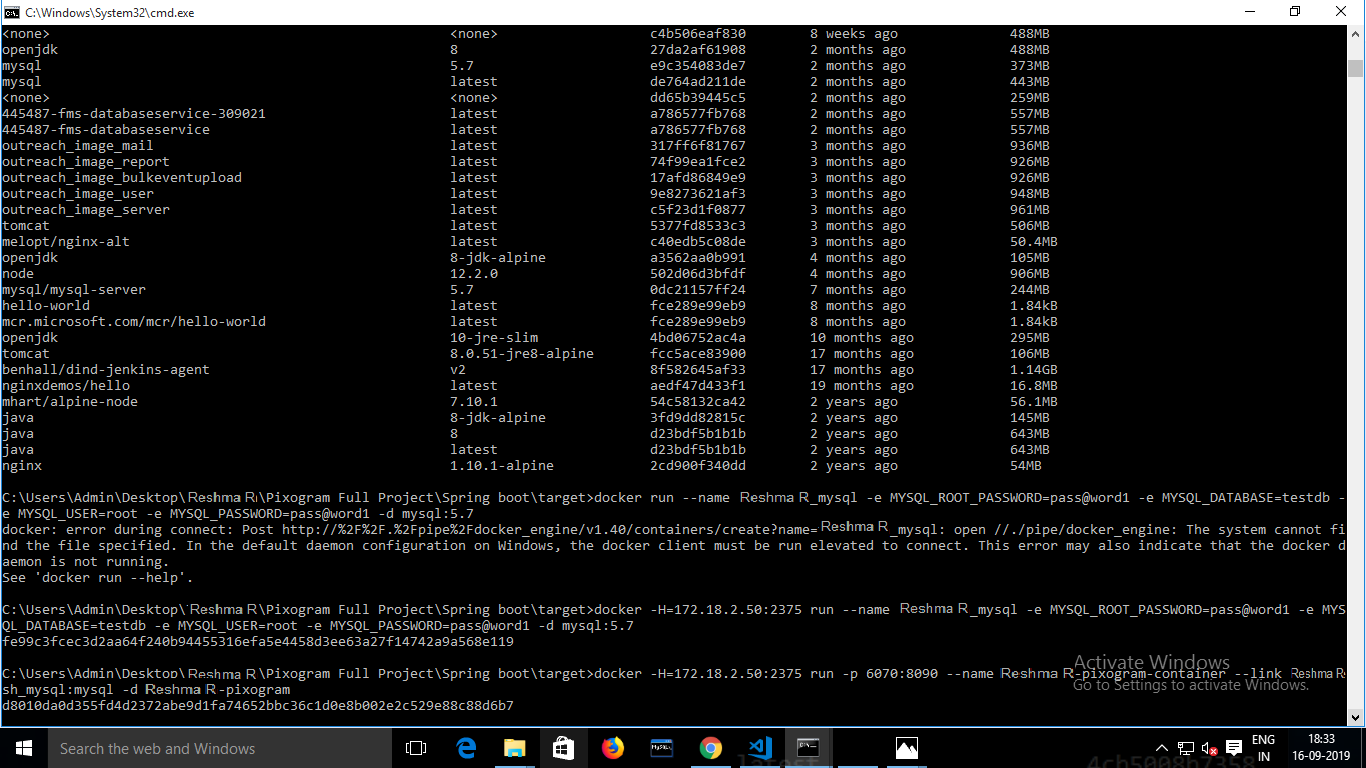 C:\Windows\System32\cmd.exe
<none> <none> c4b506eaf830 8 weeks ago 488MB
openjdk 8 27da2af61908 2 months ago 488MB
mysql 5.7 e9c354083de7 2 months ago 373MB
mysql latest de764ad211de 2 months ago 443MB
<none> <none> dd65b39445c5 2 months ago 259MB
445487-fms-databaseservice-309021 latest a786577fb768 2 months ago 557MB
445487-fms-databaseservice latest a786577fb768 2 months ago 557MB
outreach_image_mail latest 317ff6f81767 3 months ago 936MB
outreach_image_report latest 74f99ea1fce2 3 months ago 926MB
outreach_image_bulkeventupload latest 17afd86849e9 3 months ago 926MB
outreach_image_user latest 9e8273621af3 3 months ago 948MB
outreach_image_server latest c5f23d1f0877 3 months ago 961MB
tomcat latest 5377fd8533c3 3 months ago 506MB
melopt/nginx-alt latest c40edb5c08de 3 months ago 50.4MB
openjdk 8-jdk-alpine a3562aa0b991 4 months ago 105MB
node 12.2.0 502d06d3bfdf 4 months ago 906MB
mysql/mysql-server 5.7 0dc21157ff24 7 months ago 244MB
hello-world latest fce289e99eb9 8 months ago 1.84kB
mcr.microsoft.com/mcr/hello-world latest fce289e99eb9 8 months ago 1.84kB
openjdk 10-jre-slim 4bd06752ac4a 10 months ago 295MB
tomcat 8.0.51-jre8-alpine fcc5ace83900 17 months ago 106MB
benhall/dind-jenkins-agent v2 8f582645af33 17 months ago 1.14GB
nginxdemos/hello latest aedf47d433f1 19 months ago 16.8MB
mhart/alpine-node 7.10.1 54c58132ca42 2 years ago 56.1MB
java 8-jdk-alpine 3fd9dd82815c 2 years ago 145MB
java 8 d23bdf5b1b1b 2 years ago 643MB
java latest d23bdf5b1b1b 2 years ago 643MB
nginx 1.10.1-alpine 2cd900f340dd 2 years ago 54MB
C:\Users\Admin\Desktop\Reshma R\Pixogram Full Project\Spring boot\target>docker run --name Reshma R_mysql -e MYSQL_ROOT_PASSWORD=pass@word1 -e MYSQL_DATABASE=testdb -
e MYSQL_USER=root -e MYSQL_PASSWORD=pass@word1 -d mysql:5.7
docker: error during connect: Post http://%2F%2F.%2Fpipe%2Fdocker_engine/v1.40/containers/create?name=Reshma R_mysql: open //./pipe/docker_engine: The system cannot fi
nd the file specified. In the default daemon configuration on Windows, the docker client must be run elevated to connect. This error may also indicate that the docker d
aemon is not running.
See 'docker run --help'.
C:\Users\Admin\Desktop\Reshma R\Pixogram Full Project\Spring boot\target>docker -H=172.18.2.50:2375 run --name Reshma R_mysql -e MYSQL_ROOT_PASSWORD=pass@word1 -e MYS
QL_DATABASE=testdb -e MYSQL_USER=root -e MYSQL_PASSWORD=pass@word1 -d mysql:5.7
fe99c3fcec3d2aa64f240b94455316efa5e4458d3ee63a27f14742a9a568e119
C:\Users\Admin\Desktop\Reshma R\Pixogram Full Project\Spring boot\target>docker -H=172.18.2.50:2375 run -p 6070:8090 --name Reshma R-pixogram-container --link Reshma R
sh_mysql:mysql -d Reshma R-pixogram
d8010da0d355fd4d2372abe9d1fa74652bbc36c1d0e8b002e2c529e88c88d6b7
Activate Windows
Go to Settings to activate Windows.
Search the web and Windows
MySQL
ENG
IN
18:33
16-09-2019
latest
4cb5008b7358